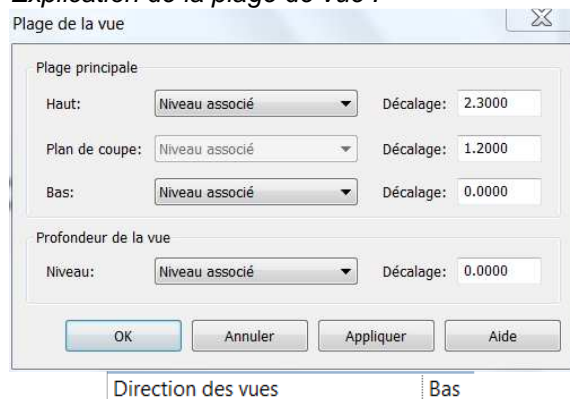 Explication de la plage de vue :
Plage de la vue
Plage principale
Haut: Niveau associé Décalage: 2.3000
Plan de coupe: Niveau associé Décalage: 1.2000
Bas: Niveau associé Décalage: 0.0000
Profondeur de la vue
Niveau: Niveau associé Décalage: 0.0000
OK Annuler Appliquer Aide
Direction des vues Bas